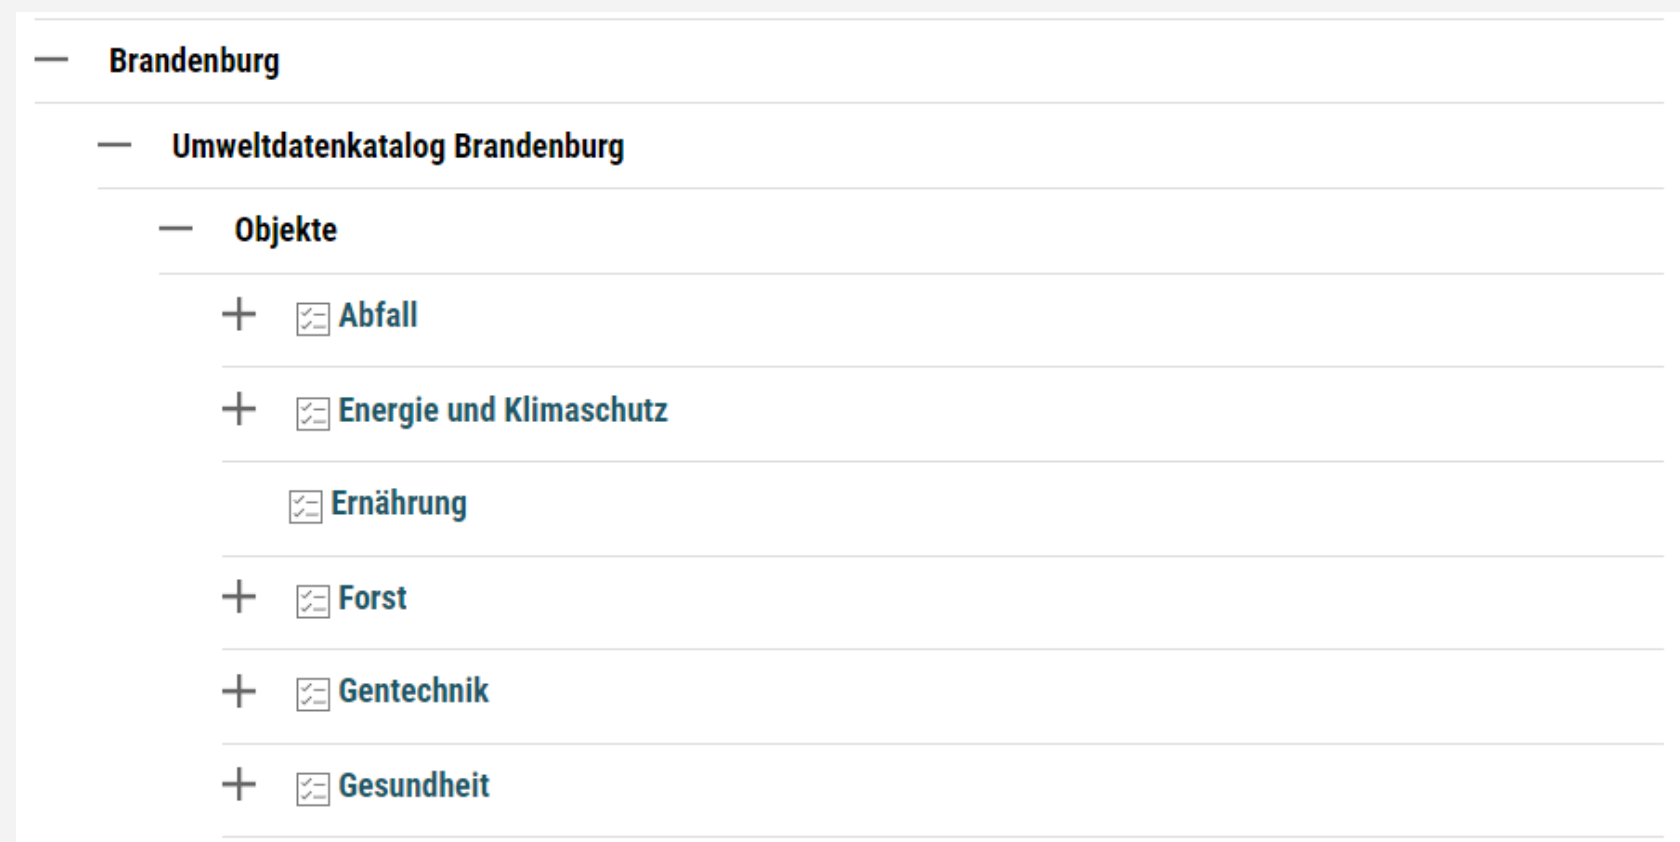 Brandenburg
Umweltdatenkatalog Brandenburg
Objekte
Abfall
Energie und Klimaschutz
Ernährung
Forst
Gentechnik
Gesundheit